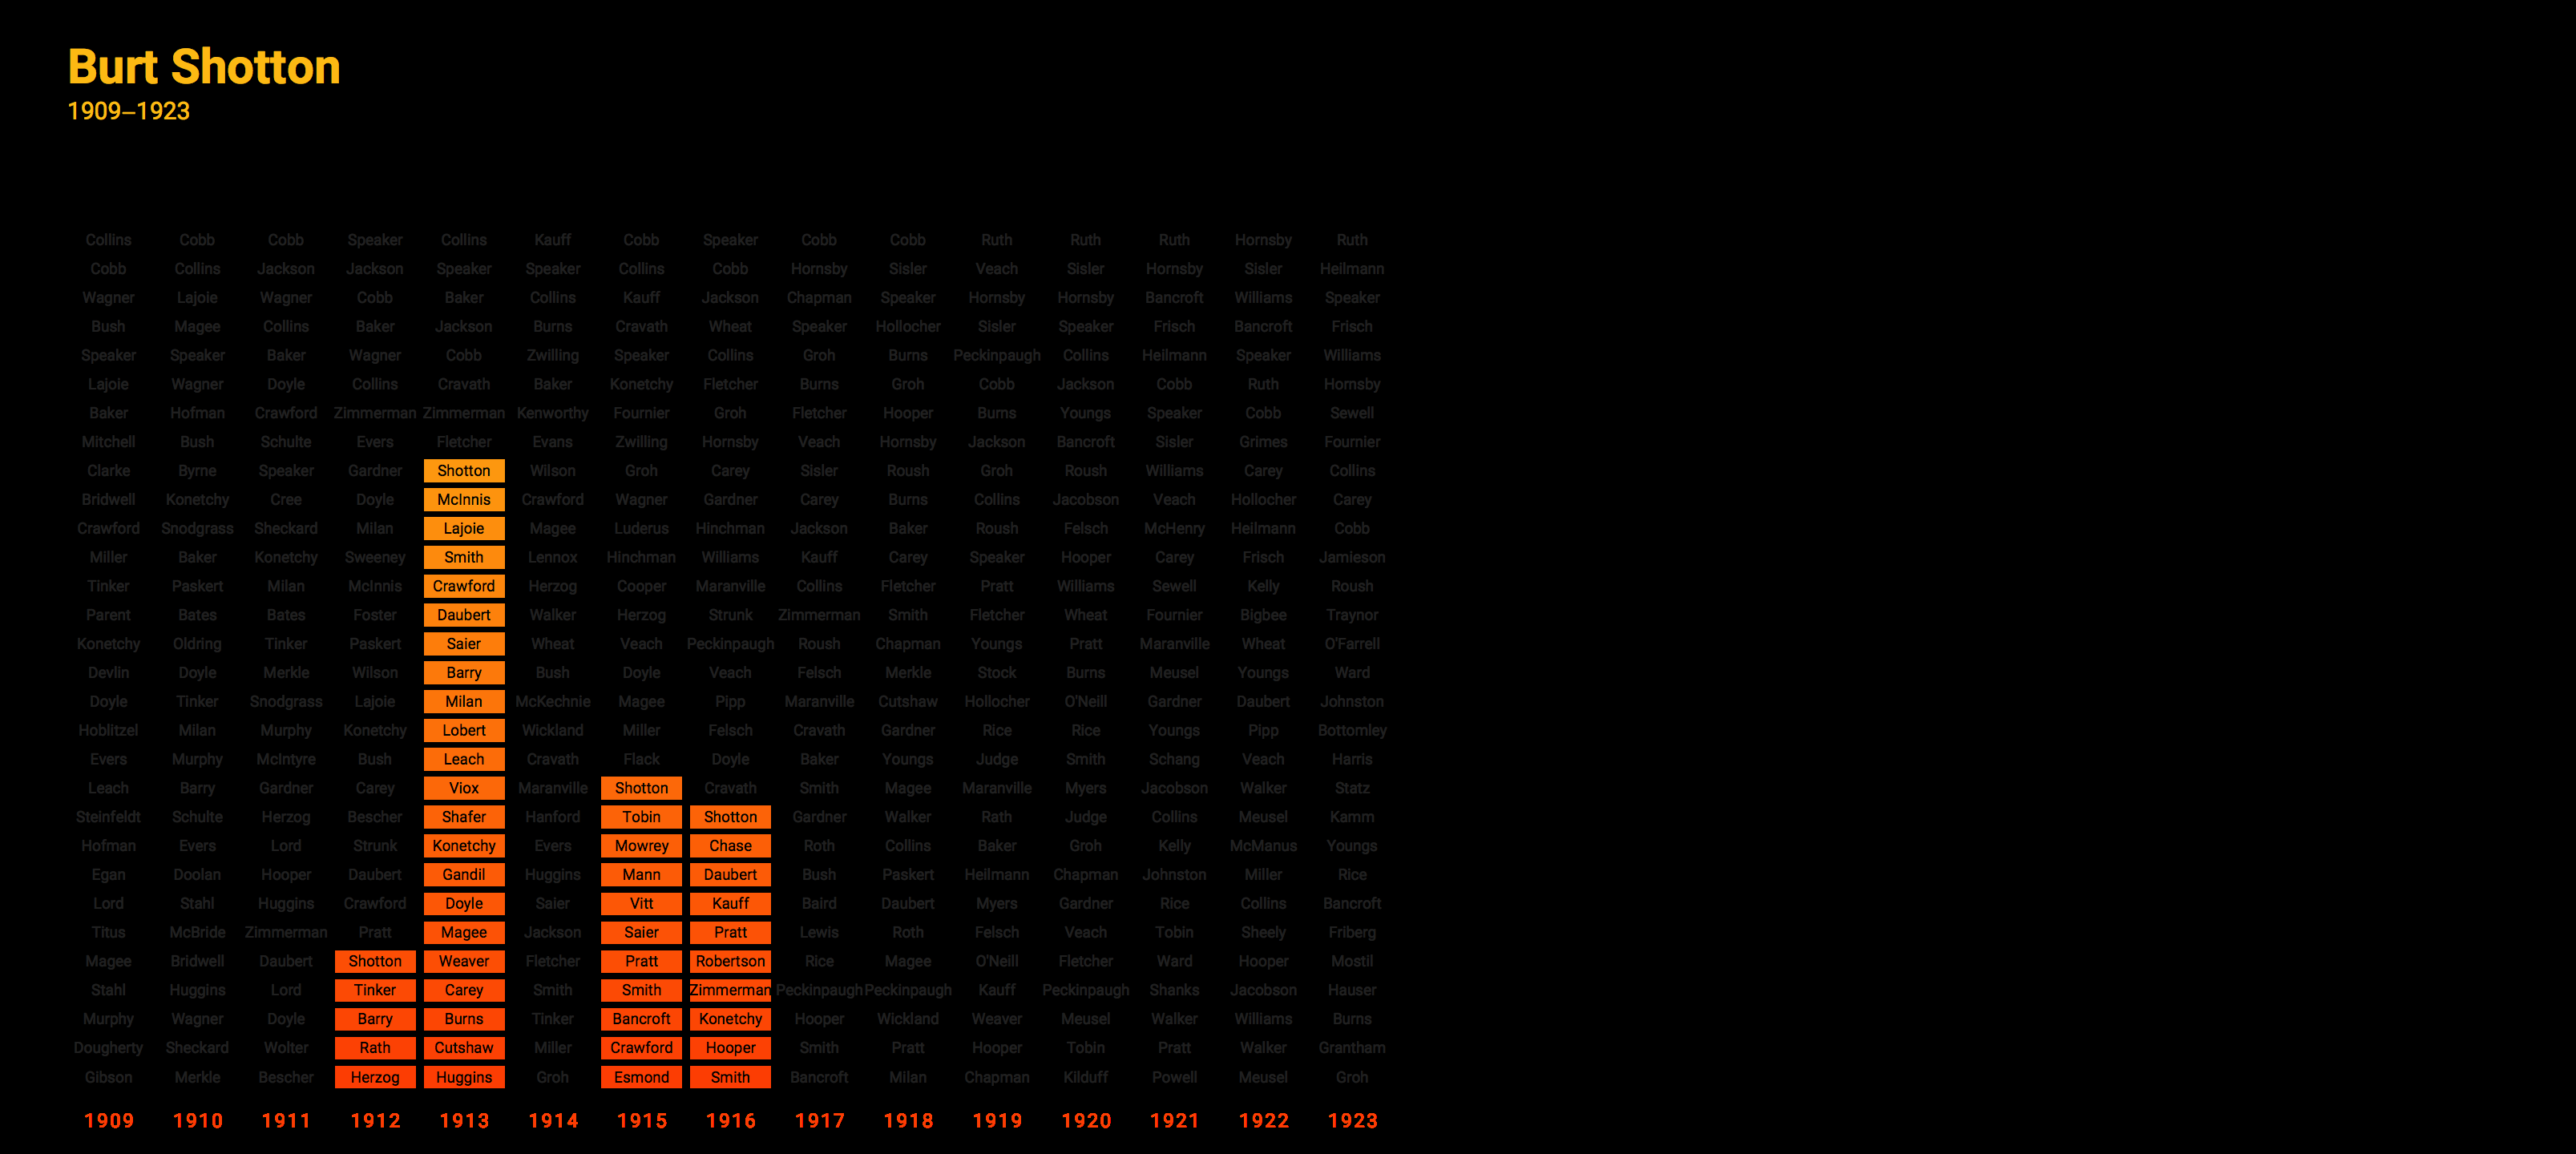 Burt Shotton
1909–1923
Collins Cobb Cobb Speaker Collins Kauff Cobb Speaker Cobb Cobb Ruth Ruth Ruth Hornsby Ruth
Cobb Collins Jackson Jackson Speaker Speaker Collins Cobb Hornsby Sisler Veach Sisler Hornsby Sisler Heilmann
Wagner Lajoie Wagner Cobb Baker Collins Kauff Jackson Chapman Speaker Hornsby Hornsby Bancroft Williams Speaker
Bush Magee Collins Baker Jackson Burns Cravath Wheat Speaker Hollocher Sisler Speaker Frisch Bancroft Frisch
Speaker Speaker Baker Wagner Cobb Zwilling Speaker Collins Groh Burns Peckinpaugh Collins Heilmann Speaker Williams
Lajoie Wagner Doyle Collins Cravath Baker Konetchy Fletcher Burns Groh Cobb Jackson Cobb Ruth Hornsby
Baker Hofman Crawford Zimmerman Zimmerman Kenworthy Fournier Groh Fletcher Hooper Burns Youngs Speaker Cobb Sewell
Mitchell Bush Schulte Evers Fletcher Evans Zwilling Hornsby Veach Hornsby Jackson Bancroft Sisler Grimes Fournier
Clarke Byrne Speaker Gardner Shotton Wilson Groh Carey Sisler Roush Groh Roush Williams Carey Collins
Bridwell Konetchy Cree Doyle McInnis Crawford Wagner Gardner Carey Burns Collins Jacobson Veach Hollocher Carey
Crawford Snodgrass Sheckard Milan Lajoie Magee Luderus Hinchman Jackson Baker Roush Felsch McHenry Heilmann Cobb
Miller Baker Konetchy Sweeney Smith Lennox Hinchman Williams Kauff Carey Speaker Hooper Carey Frisch Jamieson
Tinker Paskert Milan McInnis Crawford Herzog Cooper Maranville Collins Fletcher Pratt Williams Sewell Kelly Roush
Parent Bates Bates Foster Daubert Walker Herzog Strunk Zimmerman Smith Fletcher Wheat Fournier Bigbee Traynor
Konetchy Oldring Tinker Paskert Saier Wheat Veach Peckinpaugh Roush Chapman Youngs Pratt Maranville Wheat O'Farrell
Devlin Doyle Merkle Wilson Barry Bush Doyle Veach Felsch Merkle Stock Burns Meusel Youngs Ward
Doyle Tinker Snodgrass Lajoie Milan McKechnie Magee Pipp Maranville Cutshaw Hollocher O'Neill Gardner Daubert Johnston
Hoblitzel Milan Murphy Konetchy Lobert Wickland Miller Felsch Cravath Gardner Rice Rice Youngs Pipp Bottomley
Evers Murphy McIntyre Bush Leach Cravath Flack Doyle Baker Youngs Judge Smith Schang Veach Harris
Leach Barry Gardner Carey Viox Maranville Shotton Cravath Smith Magee Maranville Myers Jacobson Walker Statz
Steinfeldt Schulte Herzog Bescher Shafer Hanford Tobin Shotton Gardner Walker Rath Judge Collins Meusel Kamm
Hofman Evers Lord Strunk Konetchy Evers Mowrey Chase Roth Collins Baker Groh Kelly McManus Youngs
Egan Doolan Hooper Daubert Gandil Huggins Mann Daubert Bush Paskert Heilmann Chapman Johnston Miller Rice
Lord Stahl Huggins Crawford Doyle Saier Vitt Kauff Baird Daubert Myers Gardner Rice Collins Bancroft
Titus McBride Zimmerman Pratt Magee Jackson Saier Pratt Lewis Roth Felsch Veach Tobin Sheely Friberg
Magee Bridwell Daubert Shotton Weaver Fletcher Pratt Robertson Rice Magee O'Neill Fletcher Ward Hooper Mostil
Stahl Huggins Lord Tinker Carey Smith Smith Zimmerman Peckinpaugh Peckinpaugh Kauff Peckinpaugh Shanks Jacobson Hauser
Murphy Wagner Doyle Barry Burns Tinker Bancroft Konetchy Hooper Wickland Weaver Meusel Walker Williams Burns
Dougherty Sheckard Wolter Rath Cutshaw Miller Crawford Hooper Smith Pratt Hooper Tobin Pratt Walker Grantham
Gibson Merkle Bescher Herzog Huggins Groh Esmond Smith Bancroft Milan Chapman Kilduff Powell Meusel Groh
1909 1910 1911 1912 1913 1914 1915 1916 1917 1918 1919 1920 1921 1922 1923